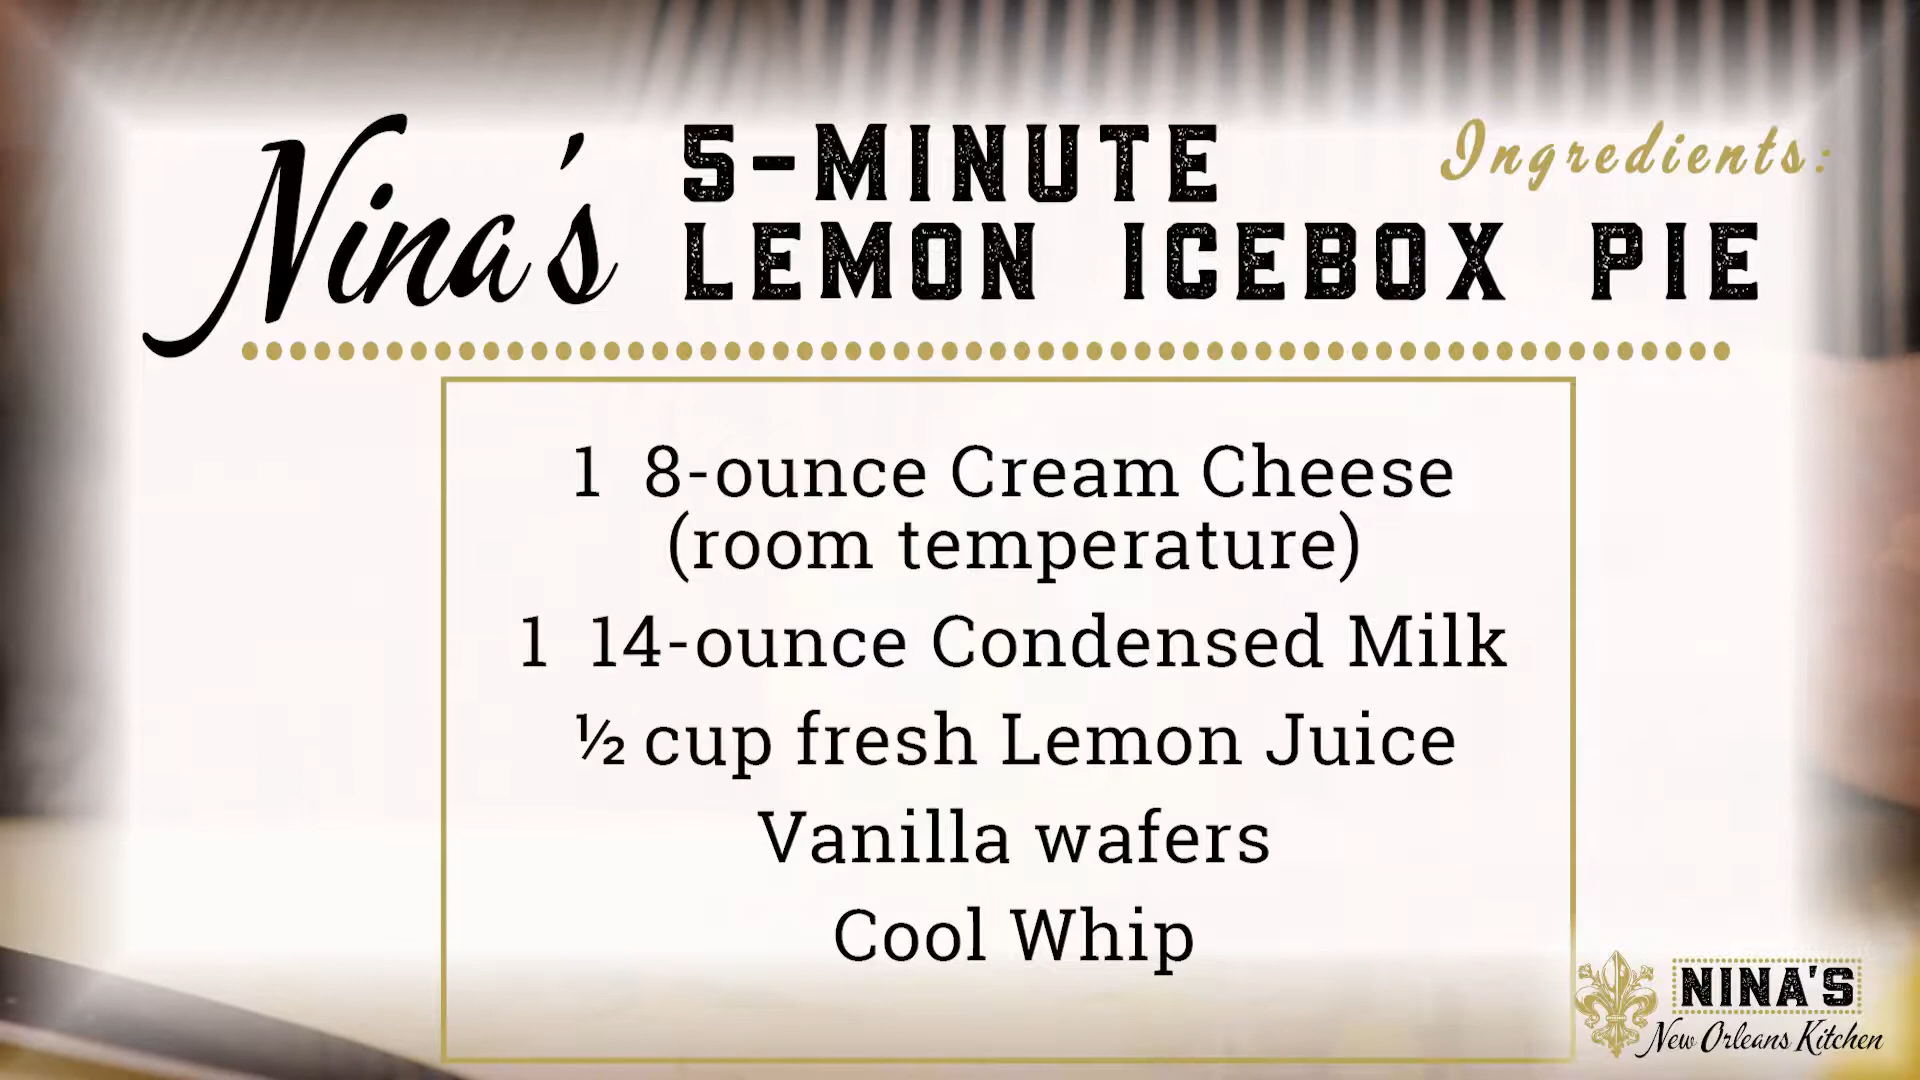 Nina's 5-MINUTE
LEMON ICEBOX PIE
Ingredients:
1 8-ounce Cream Cheese
(room temperature)
1 14-ounce Condensed Milk
½ cup fresh Lemon Juice
Vanilla wafers
Cool Whip
NINA'S
New Orleans Kitchen